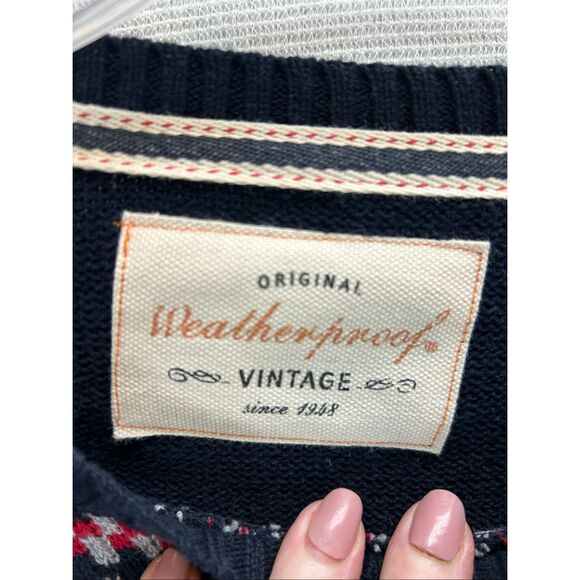 ORIGINAL
Weatherproof®
VINTAGE
since 1948